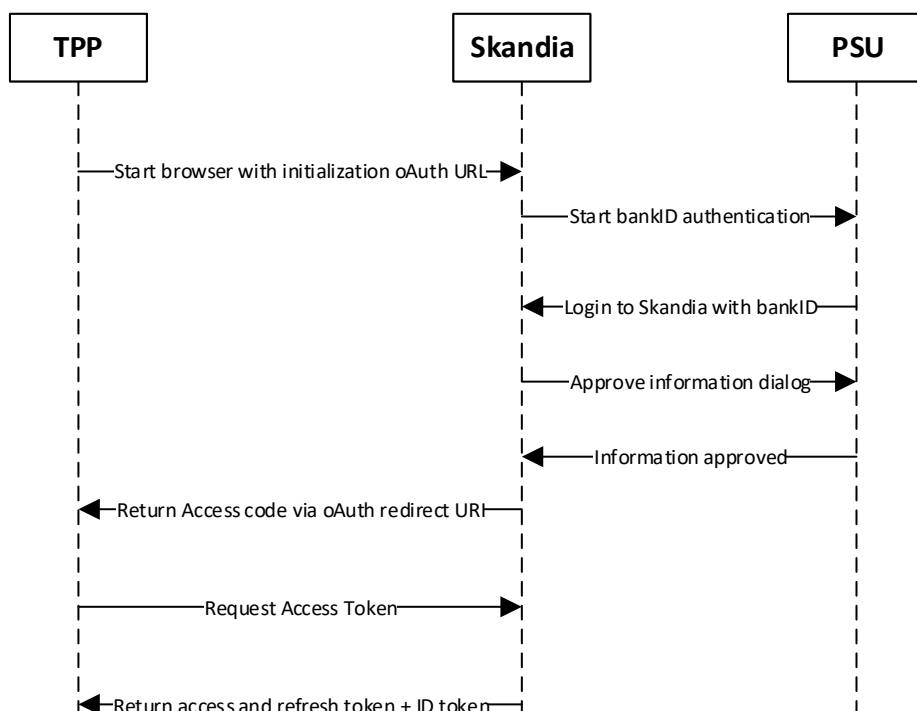 TPP
Skandia
PSU
Start browser with initialization oAuth URL
Start bankID authentication
Login to Skandia with bankID
Approve information dialog
Information approved
Return Access code via oAuth redirect URI
Request Access Token
Return access and refresh token + ID token